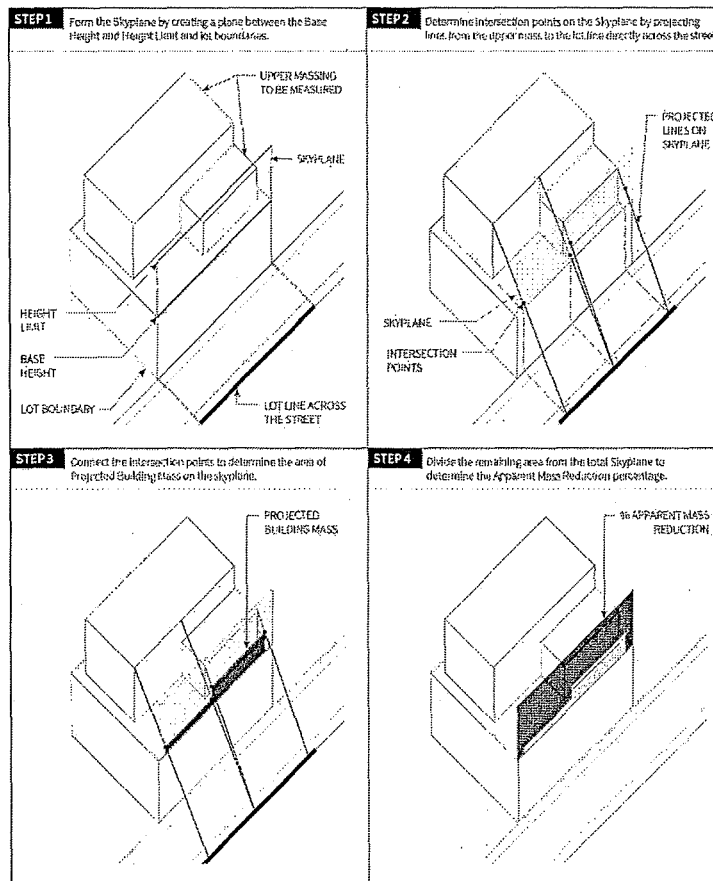 STEP 1
Form the Skyplane by creating a plane between the Base
Height and Height Limit and lot boundaries.
UPPER MASSING
TO BE MEASURED
SKYPLANE
HEIGHT
LIMIT
BASE
HEIGHT
LOT BOUNDARY
LOT LINE ACROSS
THE STREET
STEP 2
Determine intersection points on the Skyplane by projecting
lines from the upper mass to the lot line directly across the street
PROJECTED
LINES ON
SKYPLANE
SKYPLANE
INTERSECTION
POINTS
STEP 3
Connect the intersection points to determine the area of
Projected Building Mass on the skyplane.
PROJECTED
BUILDING MASS
STEP 4
Divide the remaining area from the total Skyplane to
determine the Apparent Mass Reduction percentage.
% APPARENT MASS
REDUCTION